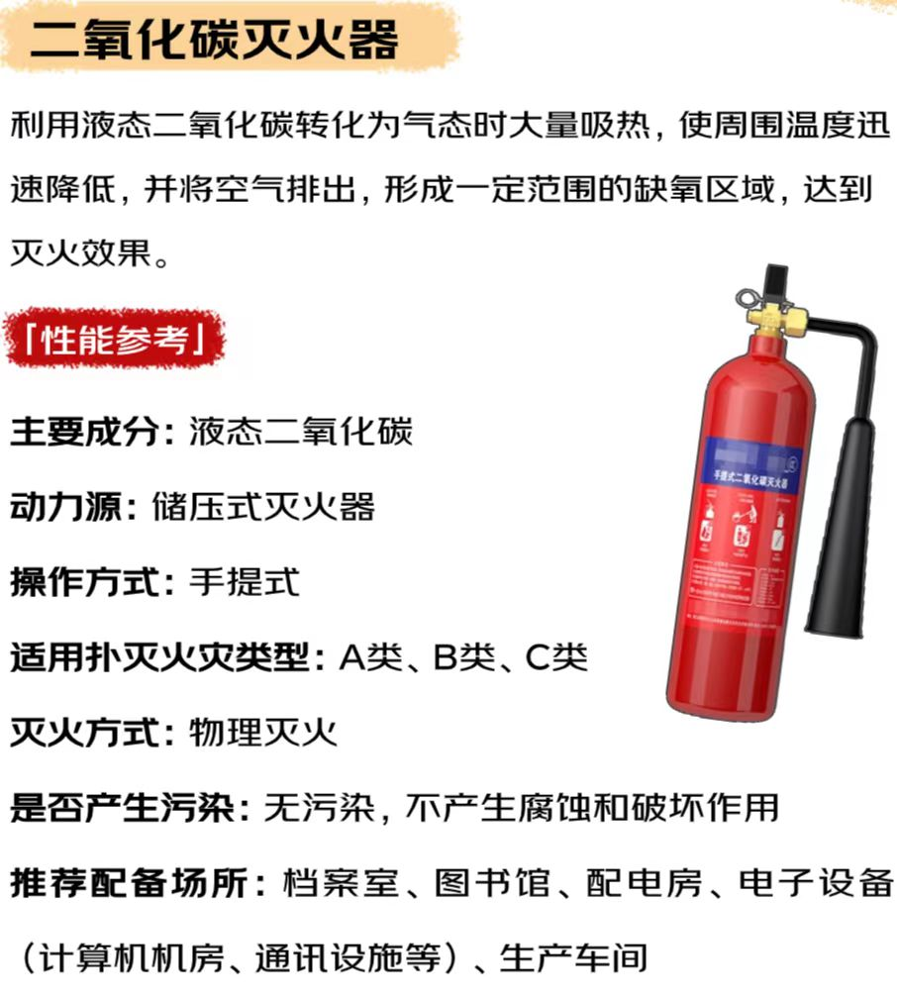 二氧化碳灭火器
利用液态二氧化碳转化为气态时大量吸热，使周围温度迅
速降低，并将空气排出，形成一定范围的缺氧区域，达到
灭火效果。
「性能参考」
主要成分：液态二氧化碳
动力源：储压式灭火器
操作方式：手提式
适用扑灭火灾类型：A类、B类、C类
灭火方式：物理灭火
是否产生污染：无污染，不产生腐蚀和破坏作用
推荐配备场所：档案室、图书馆、配电房、电子设备
（计算机机房、通讯设施等）、生产车间
手提式二氧化碳灭火器